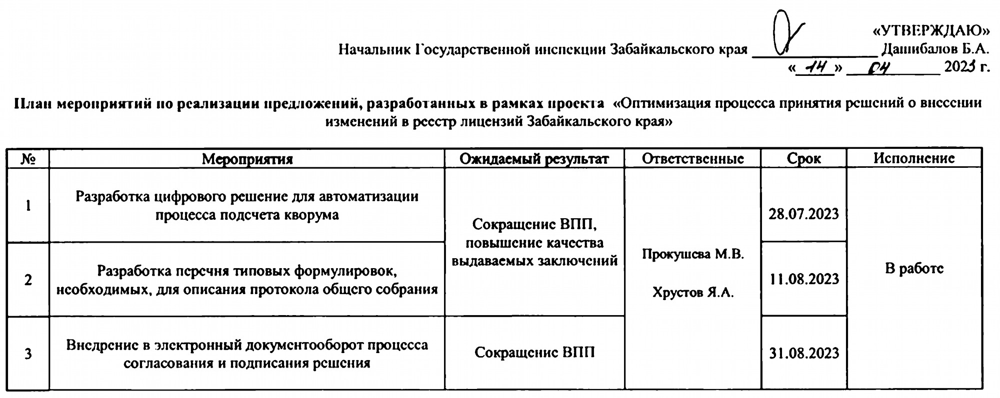 «УТВЕРЖДАЮ»
Начальник Государственной инспекции Забайкальского края ____________ Дашибалов Б.А.
« 14 » 04 2023 г.
План мероприятий по реализации предложений, разработанных в рамках проекта «Оптимизация процесса принятия решений о внесении
изменений в реестр лицензий Забайкальского края»
№ Мероприятия Ожидаемый результат Ответственные Срок Исполнение
1
Разработка цифрового решение для автоматизации
процесса подсчета кворума
Сокращение ВПП,
повышение качества
выдаваемых заключений
Прокушева М.В.
Хрустов Я.А.
28.07.2023
В работе
2
Разработка перечня типовых формулировок,
необходимых, для описания протокола общего собрания
11.08.2023
3
Внедрение в электронный документооборот процесса
согласования и подписания решения
Сокращение ВПП
31.08.2023